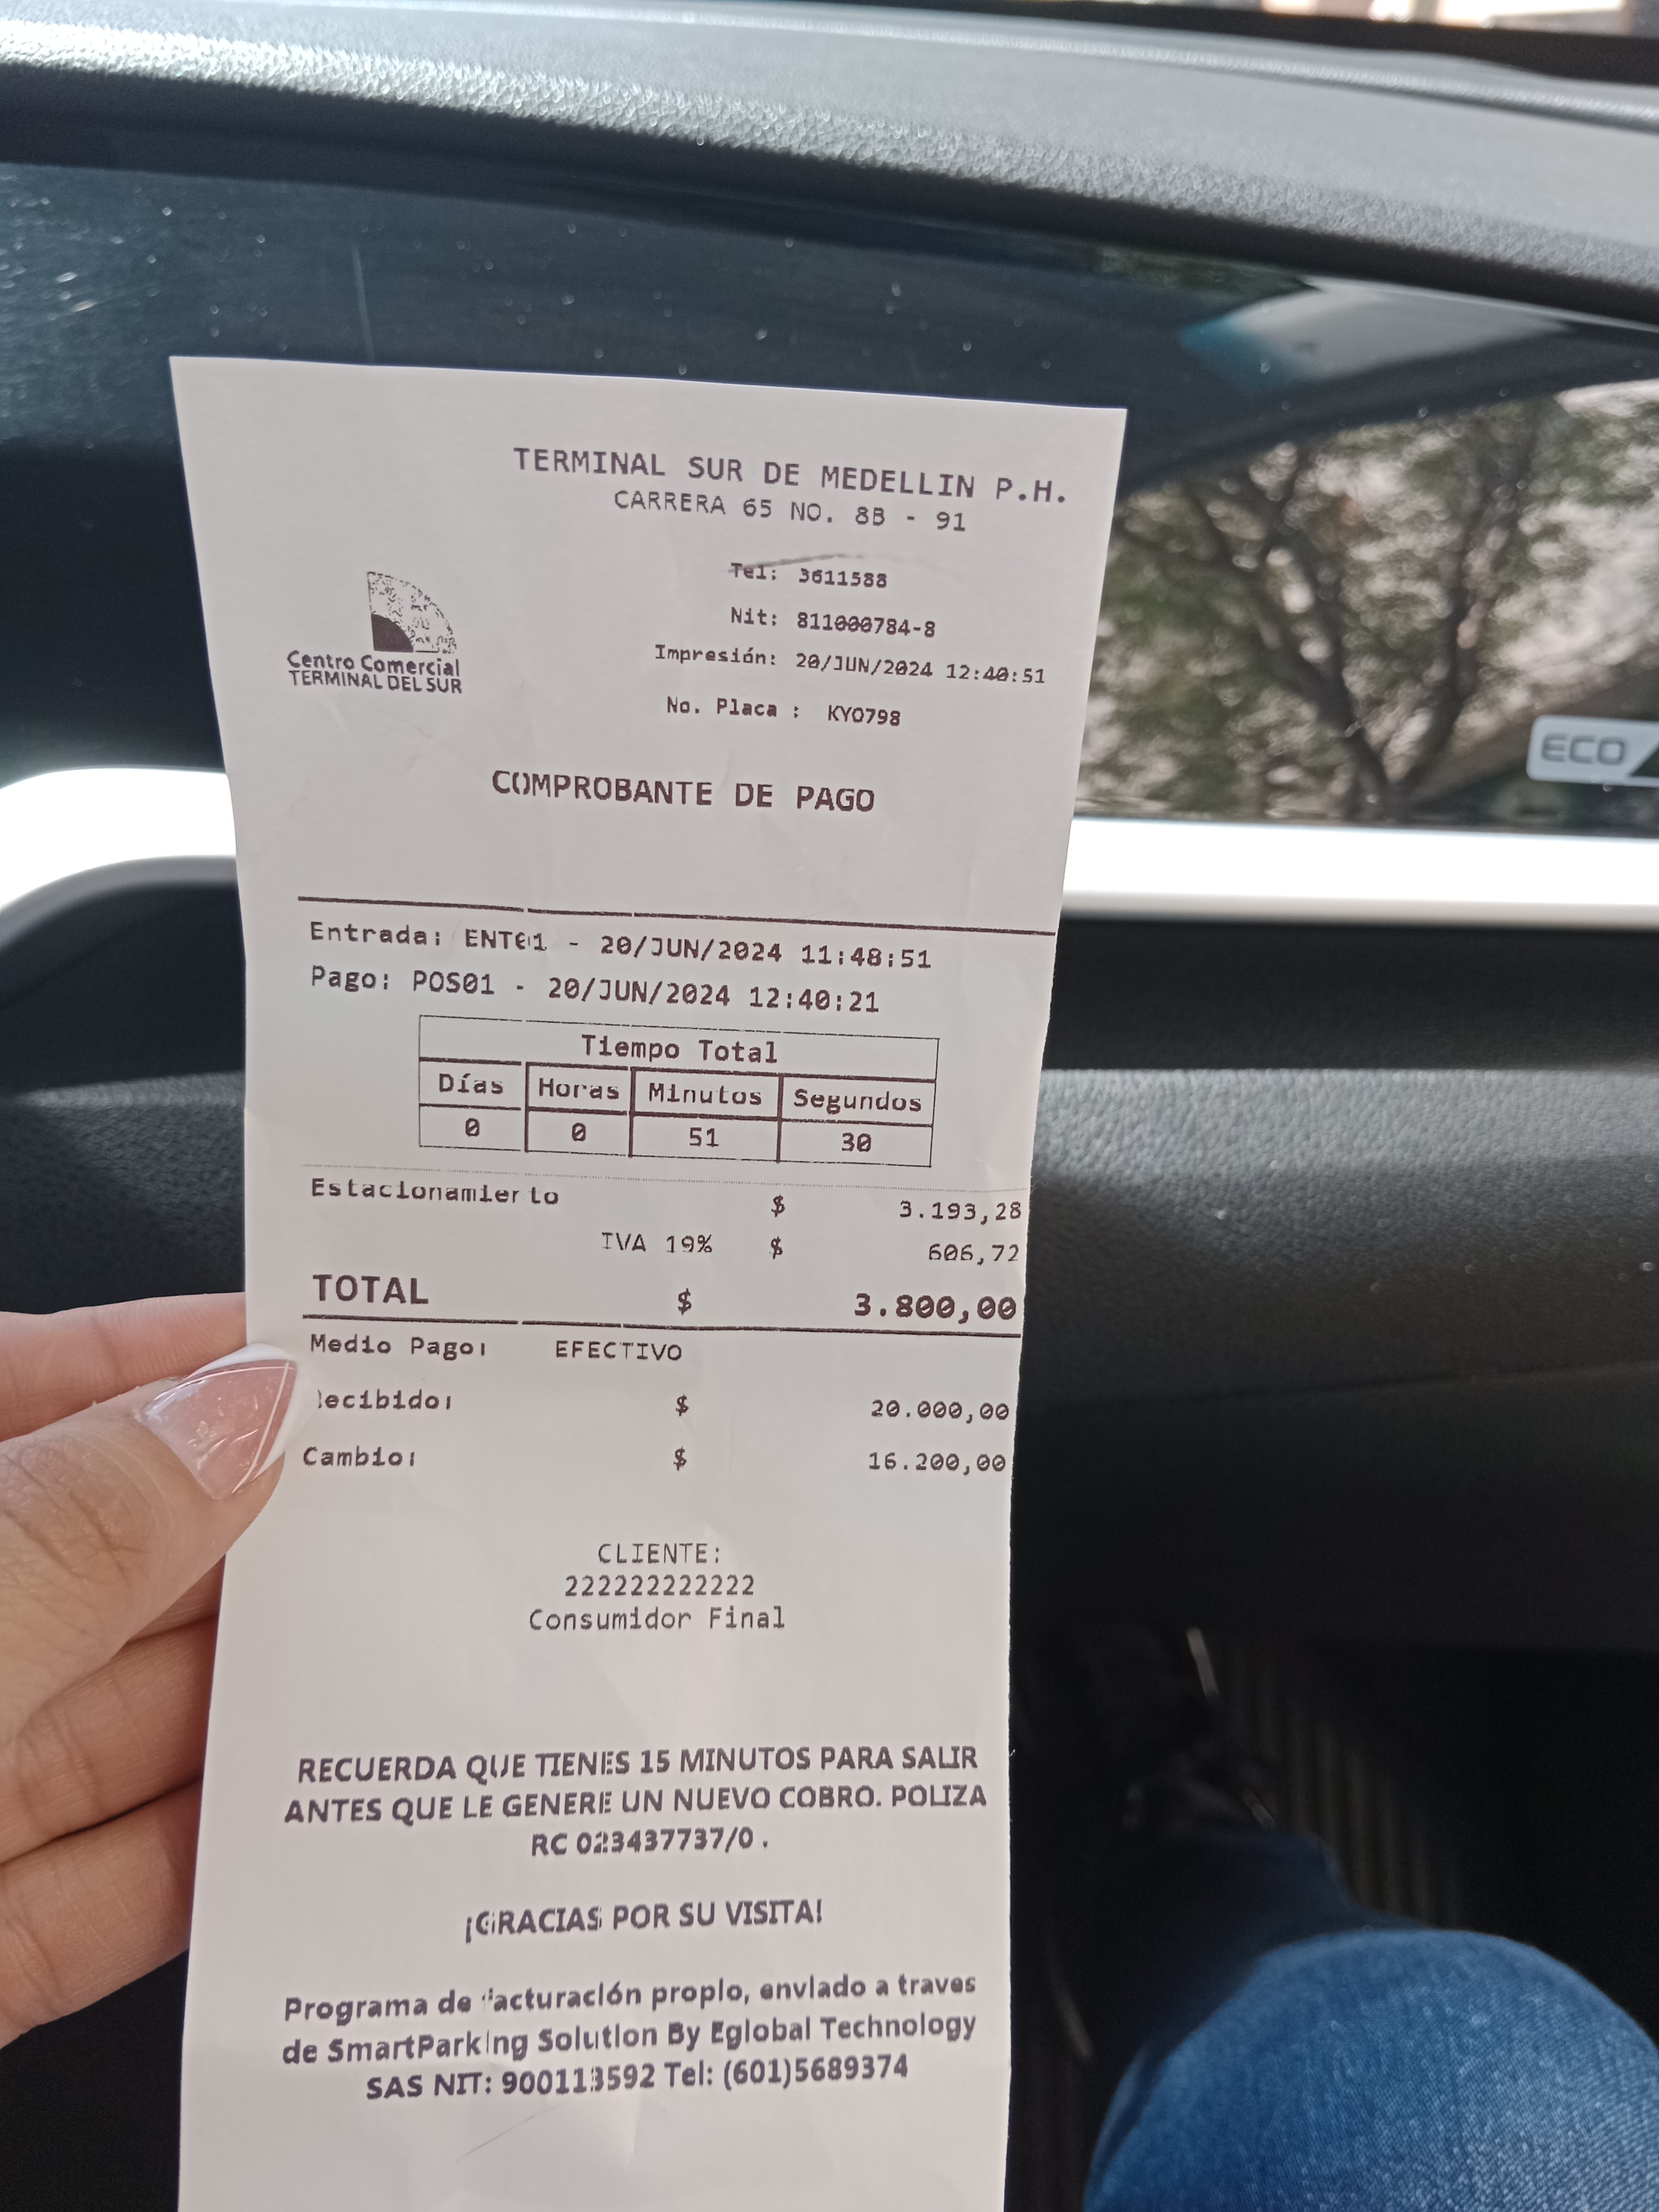 TERMINAL SUR DE MEDELLIN P.H.
CARRERA 65 NO. 8B - 91
Tel: 3611588
Nit: 811000784-8
Impresión: 20/JUN/2024 12:40:51
No. Placa : KYO798
Centro Comercial
TERMINAL DEL SUR
COMPROBANTE DE PAGO
Entrada: ENT01 - 20/JUN/2024 11:48:51
Pago: POS01 - 20/JUN/2024 12:40:21
Tiempo Total
Días Horas Minutos Segundos
0 0 51 30
Estacionamiento $ 3.193,28
IVA 19% $ 606,72
TOTAL $ 3.800,00
Medio Pago: EFECTIVO
Recibido: $ 20.000,00
Cambio: $ 16.200,00
CLIENTE:
222222222222
Consumidor Final
RECUERDA QUE TIENES 15 MINUTOS PARA SALIR
ANTES QUE LE GENERE UN NUEVO COBRO. POLIZA
RC 023437737/0 .
¡GRACIAS POR SU VISITA!
Programa de facturación propio, enviado a traves
de SmartParking Solution By Eglobal Technology
SAS NIT: 900113592 Tel: (601)5689374
ECO